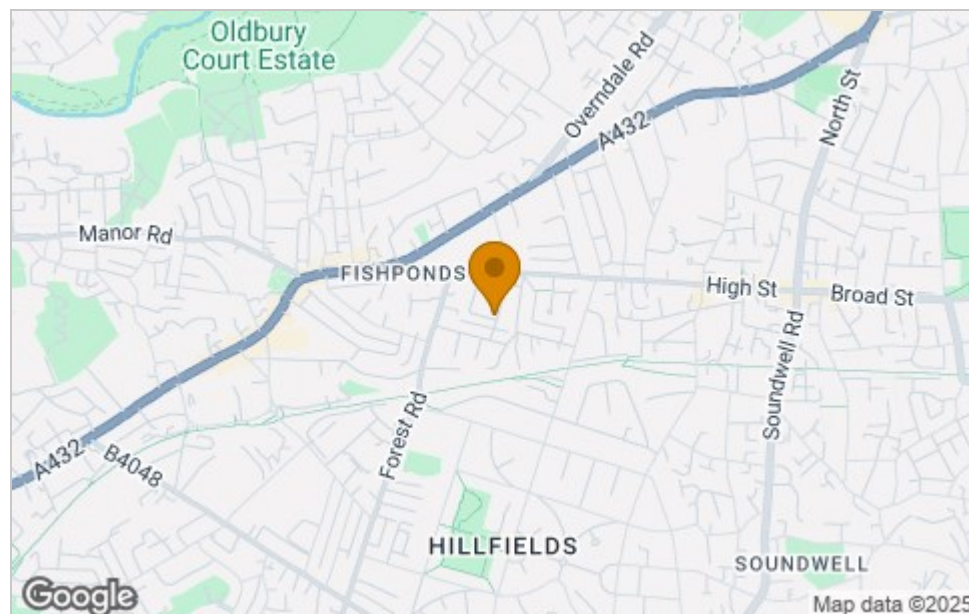 Oldbury
Court Estate
Overndale Rd
A432
North St
Manor Rd
FISHPONDS
High St
Broad St
Soundwell Rd
Forest Rd
A432
B4048
HILLFIELDS
SOUNDWELL
Google
Map data ©2025